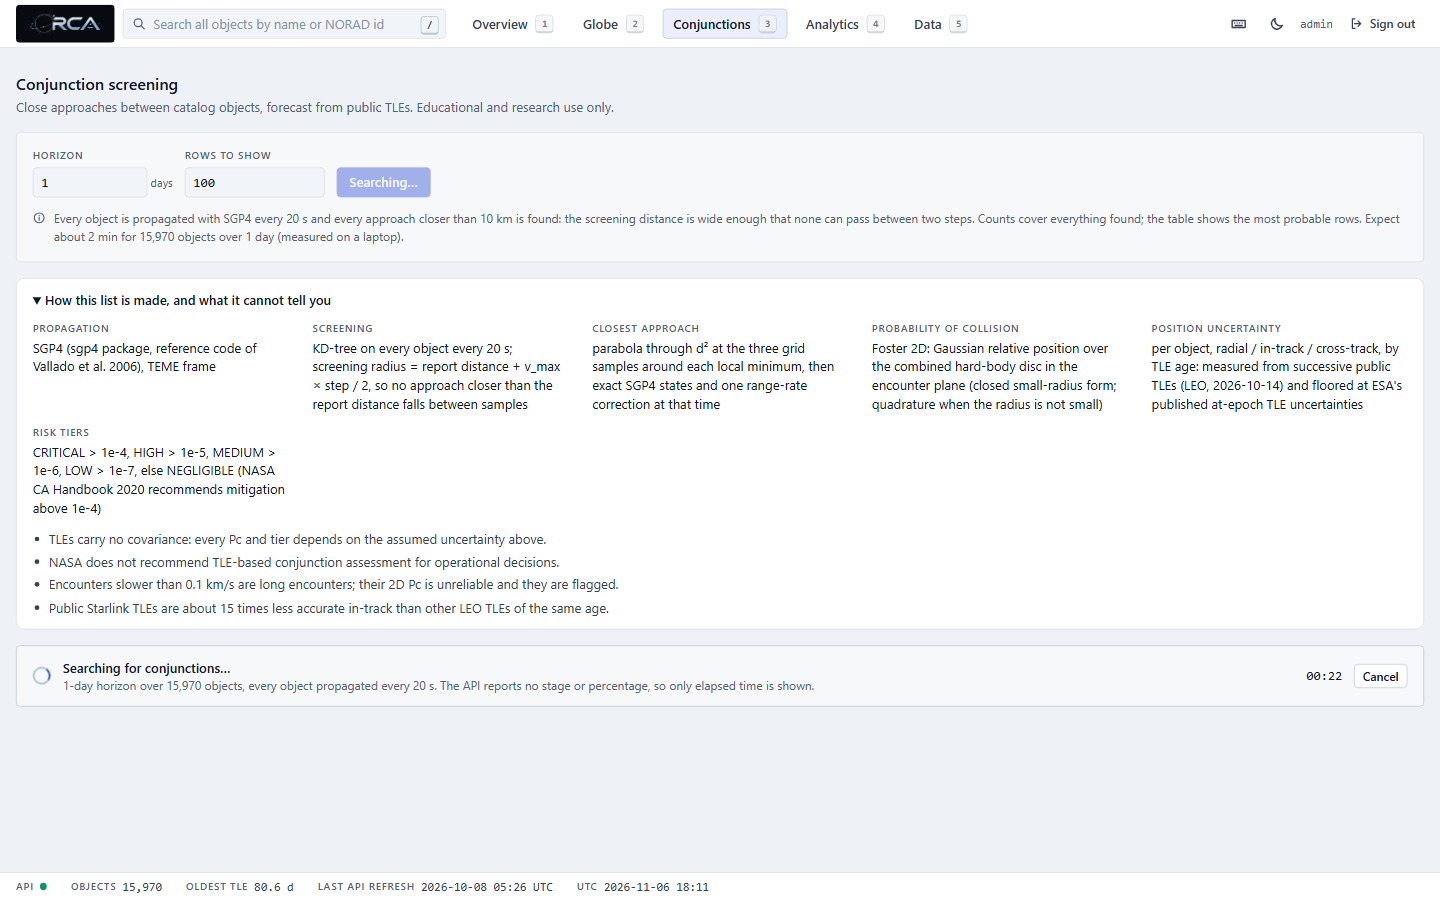 ORCA
Search all objects by name or NORAD id /
Overview 1
Globe 2
Conjunctions 3
Analytics 4
Data 5
admin
Sign out
Conjunction screening
Close approaches between catalog objects, forecast from public TLEs. Educational and research use only.
HORIZON
1 days
ROWS TO SHOW
100
Searching...
Every object is propagated with SGP4 every 20 s and every approach closer than 10 km is found: the screening distance is wide enough that none can pass between two steps. Counts cover everything found; the table shows the most probable rows. Expect
about 2 min for 15,970 objects over 1 day (measured on a laptop).
▼ How this list is made, and what it cannot tell you
PROPAGATION
SGP4 (sgp4 package, reference code of
Vallado et al. 2006), TEME frame
SCREENING
KD-tree on every object every 20 s;
screening radius = report distance + v_max
× step / 2, so no approach closer than the
report distance falls between samples
CLOSEST APPROACH
parabola through d² at the three grid
samples around each local minimum, then
exact SGP4 states and one range-rate
correction at that time
PROBABILITY OF COLLISION
Foster 2D: Gaussian relative position over
the combined hard-body disc in the
encounter plane (closed small-radius form;
quadrature when the radius is not small)
POSITION UNCERTAINTY
per object, radial / in-track / cross-track, by
TLE age: measured from successive public
TLEs (LEO, 2026-10-14) and floored at ESA's
published at-epoch TLE uncertainties
RISK TIERS
CRITICAL > 1e-4, HIGH > 1e-5, MEDIUM >
1e-6, LOW > 1e-7, else NEGLIGIBLE (NASA
CA Handbook 2020 recommends mitigation
above 1e-4)
• TLEs carry no covariance: every Pc and tier depends on the assumed uncertainty above.
• NASA does not recommend TLE-based conjunction assessment for operational decisions.
• Encounters slower than 0.1 km/s are long encounters; their 2D Pc is unreliable and they are flagged.
• Public Starlink TLEs are about 15 times less accurate in-track than other LEO TLEs of the same age.
Searching for conjunctions...
1-day horizon over 15,970 objects, every object propagated every 20 s. The API reports no stage or percentage, so only elapsed time is shown.
00:22
Cancel
API
OBJECTS 15,970
OLDEST TLE 80.6 d
LAST API REFRESH 2026-10-08 05:26 UTC
UTC 2026-11-06 18:11